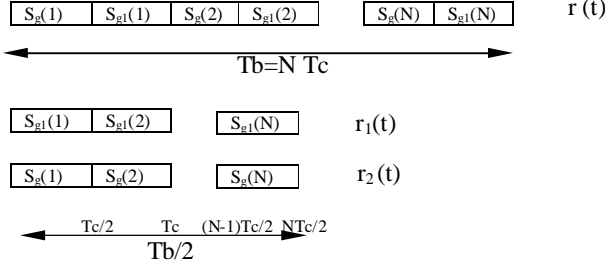 Sg(1) Sg1(1) Sg(2) Sg1(2) Sg(N) Sg1(N) r (t)
Tb=N Tc
Sg1(1) Sg1(2) Sg1(N) r1(t)
Sg(1) Sg(2) Sg(N) r2 (t)
Tc/2 Tc (N-1)Tc/2 NTc/2
Tb/2